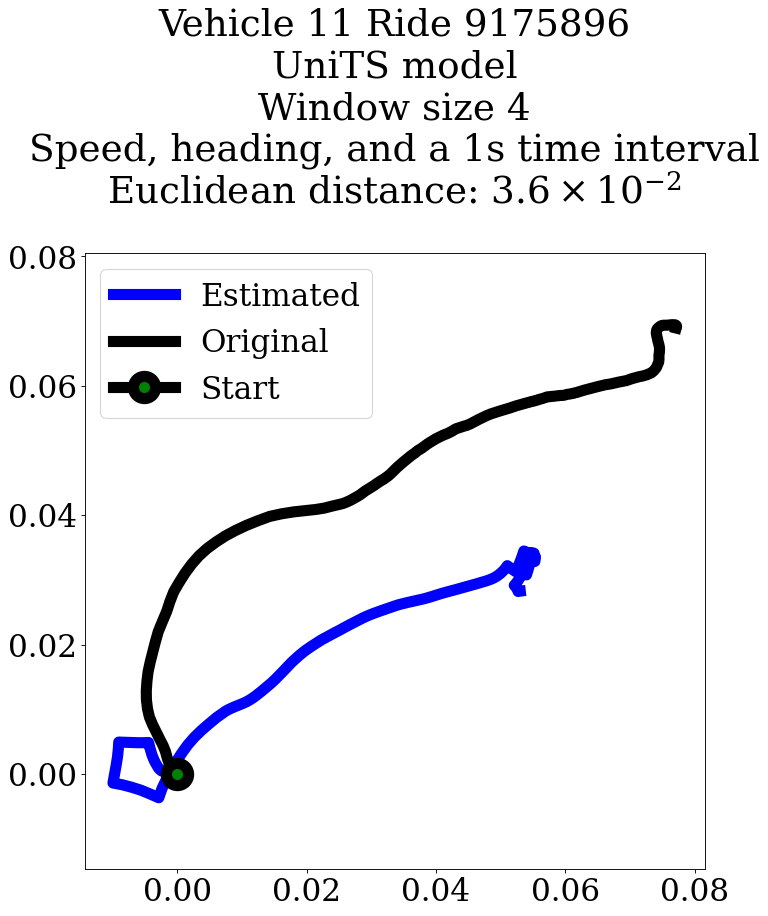 Vehicle 11 Ride 9175896
UniTS model
Window size 4
Speed, heading, and a 1s time interval
Euclidean distance: 3.6 × 10⁻²
0.08
Estimated
Original
Start
0.06
0.04
0.02
0.00
0.00 0.02 0.04 0.06 0.08